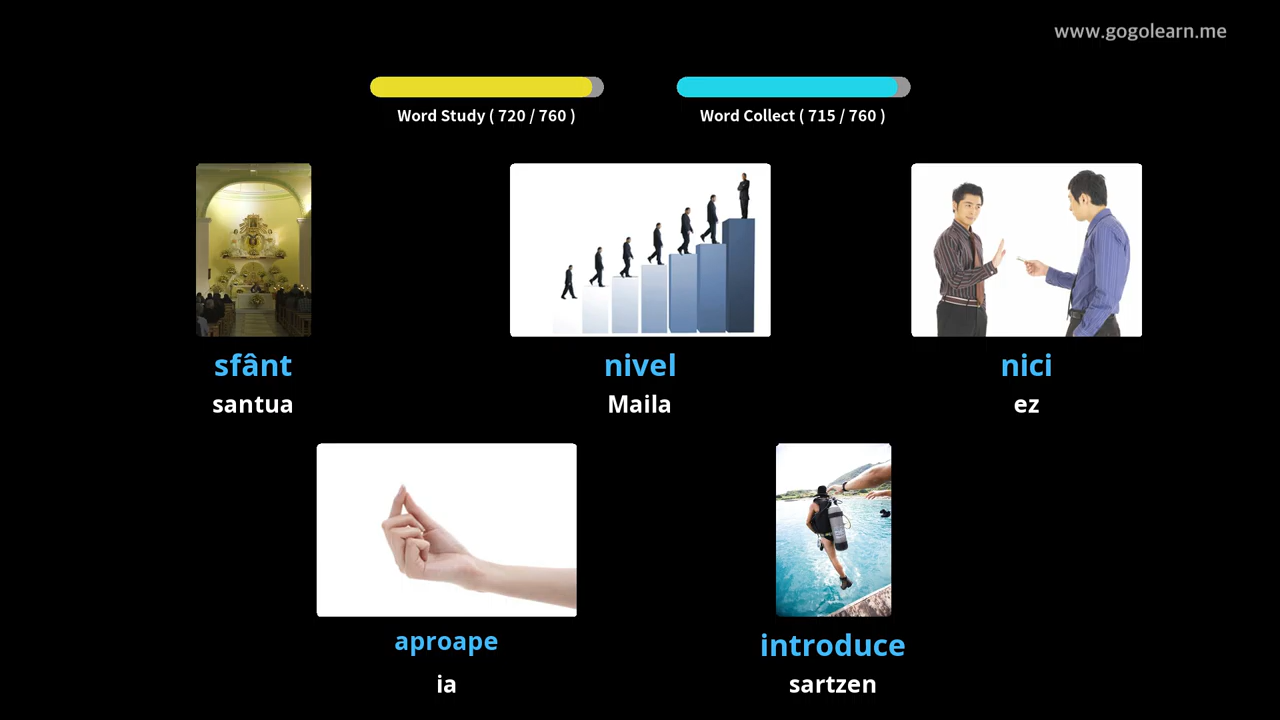 www.gogolearn.me
Word Study ( 720 / 760 )
Word Collect ( 715 / 760 )
sfânt
santua
nivel
Maila
nici
ez
aproape
ia
introduce
sartzen